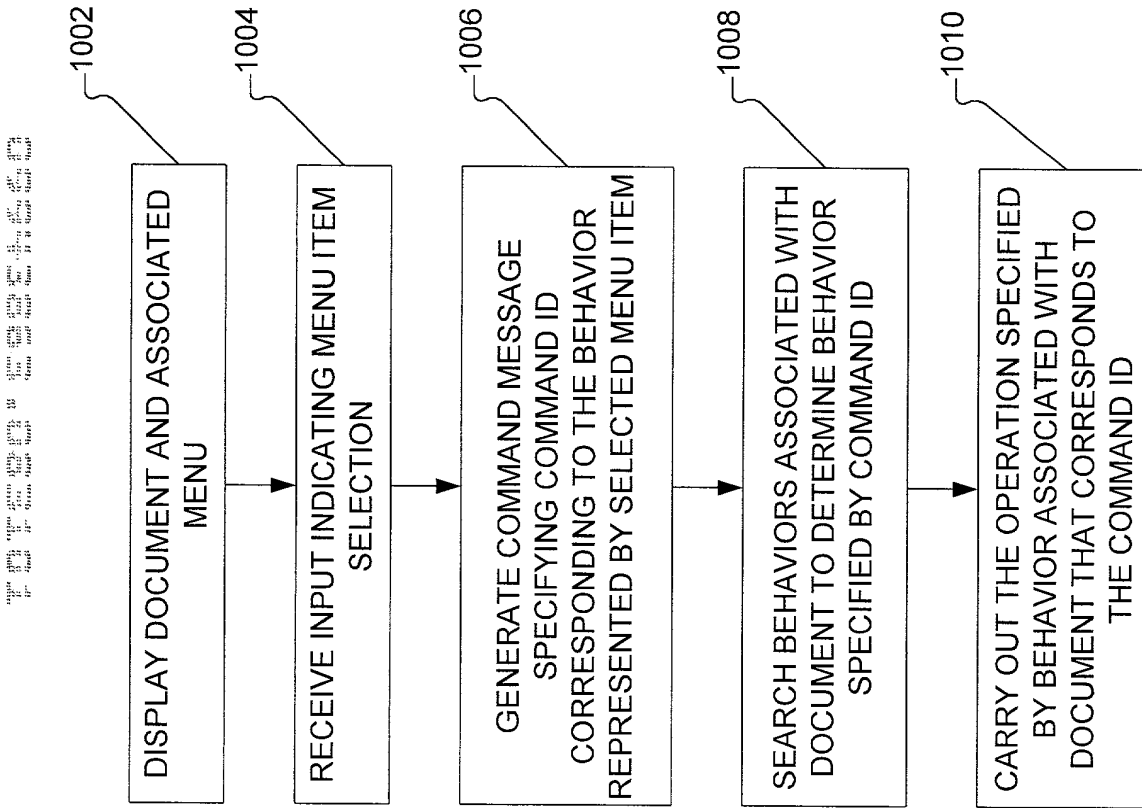 DISPLAY DOCUMENT AND ASSOCIATED
MENU
1002
RECEIVE INPUT INDICATING MENU ITEM
SELECTION
1004
GENERATE COMMAND MESSAGE
SPECIFYING COMMAND ID
CORRESPONDING TO THE BEHAVIOR
REPRESENTED BY SELECTED MENU ITEM
1006
SEARCH BEHAVIORS ASSOCIATED WITH
DOCUMENT TO DETERMINE BEHAVIOR
SPECIFIED BY COMMAND ID
1008
CARRY OUT THE OPERATION SPECIFIED
BY BEHAVIOR ASSOCIATED WITH
DOCUMENT THAT CORRESPONDS TO
THE COMMAND ID
1010